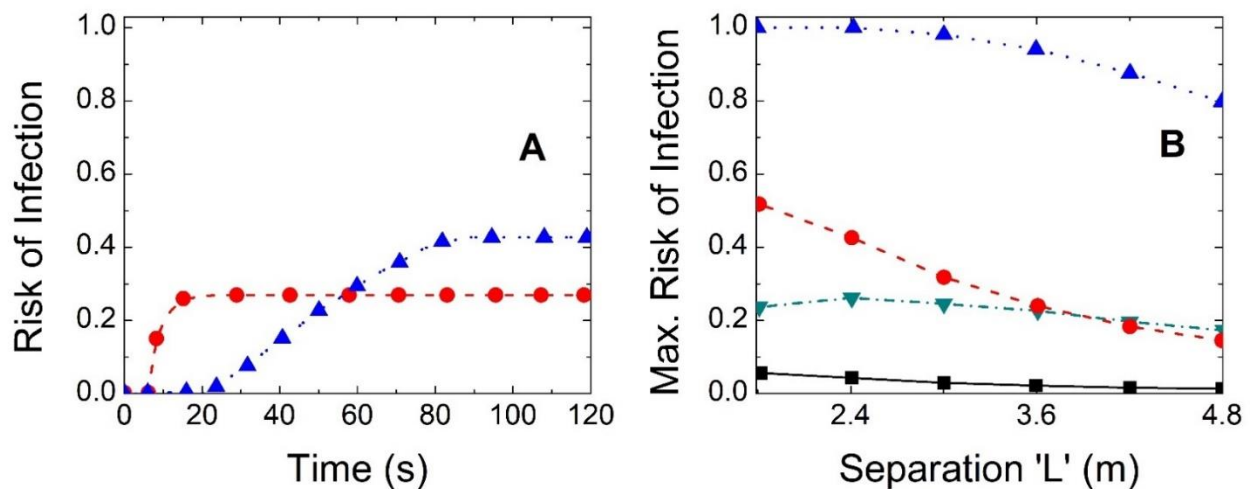 Risk of Infection
1.0
0.8
0.6
0.4
0.2
0.0
A
0 20 40 60 80 100 120
Time (s)
Max. Risk of Infection
1.0
0.8
0.6
0.4
0.2
0.0
B
2.4 3.6 4.8
Separation 'L' (m)